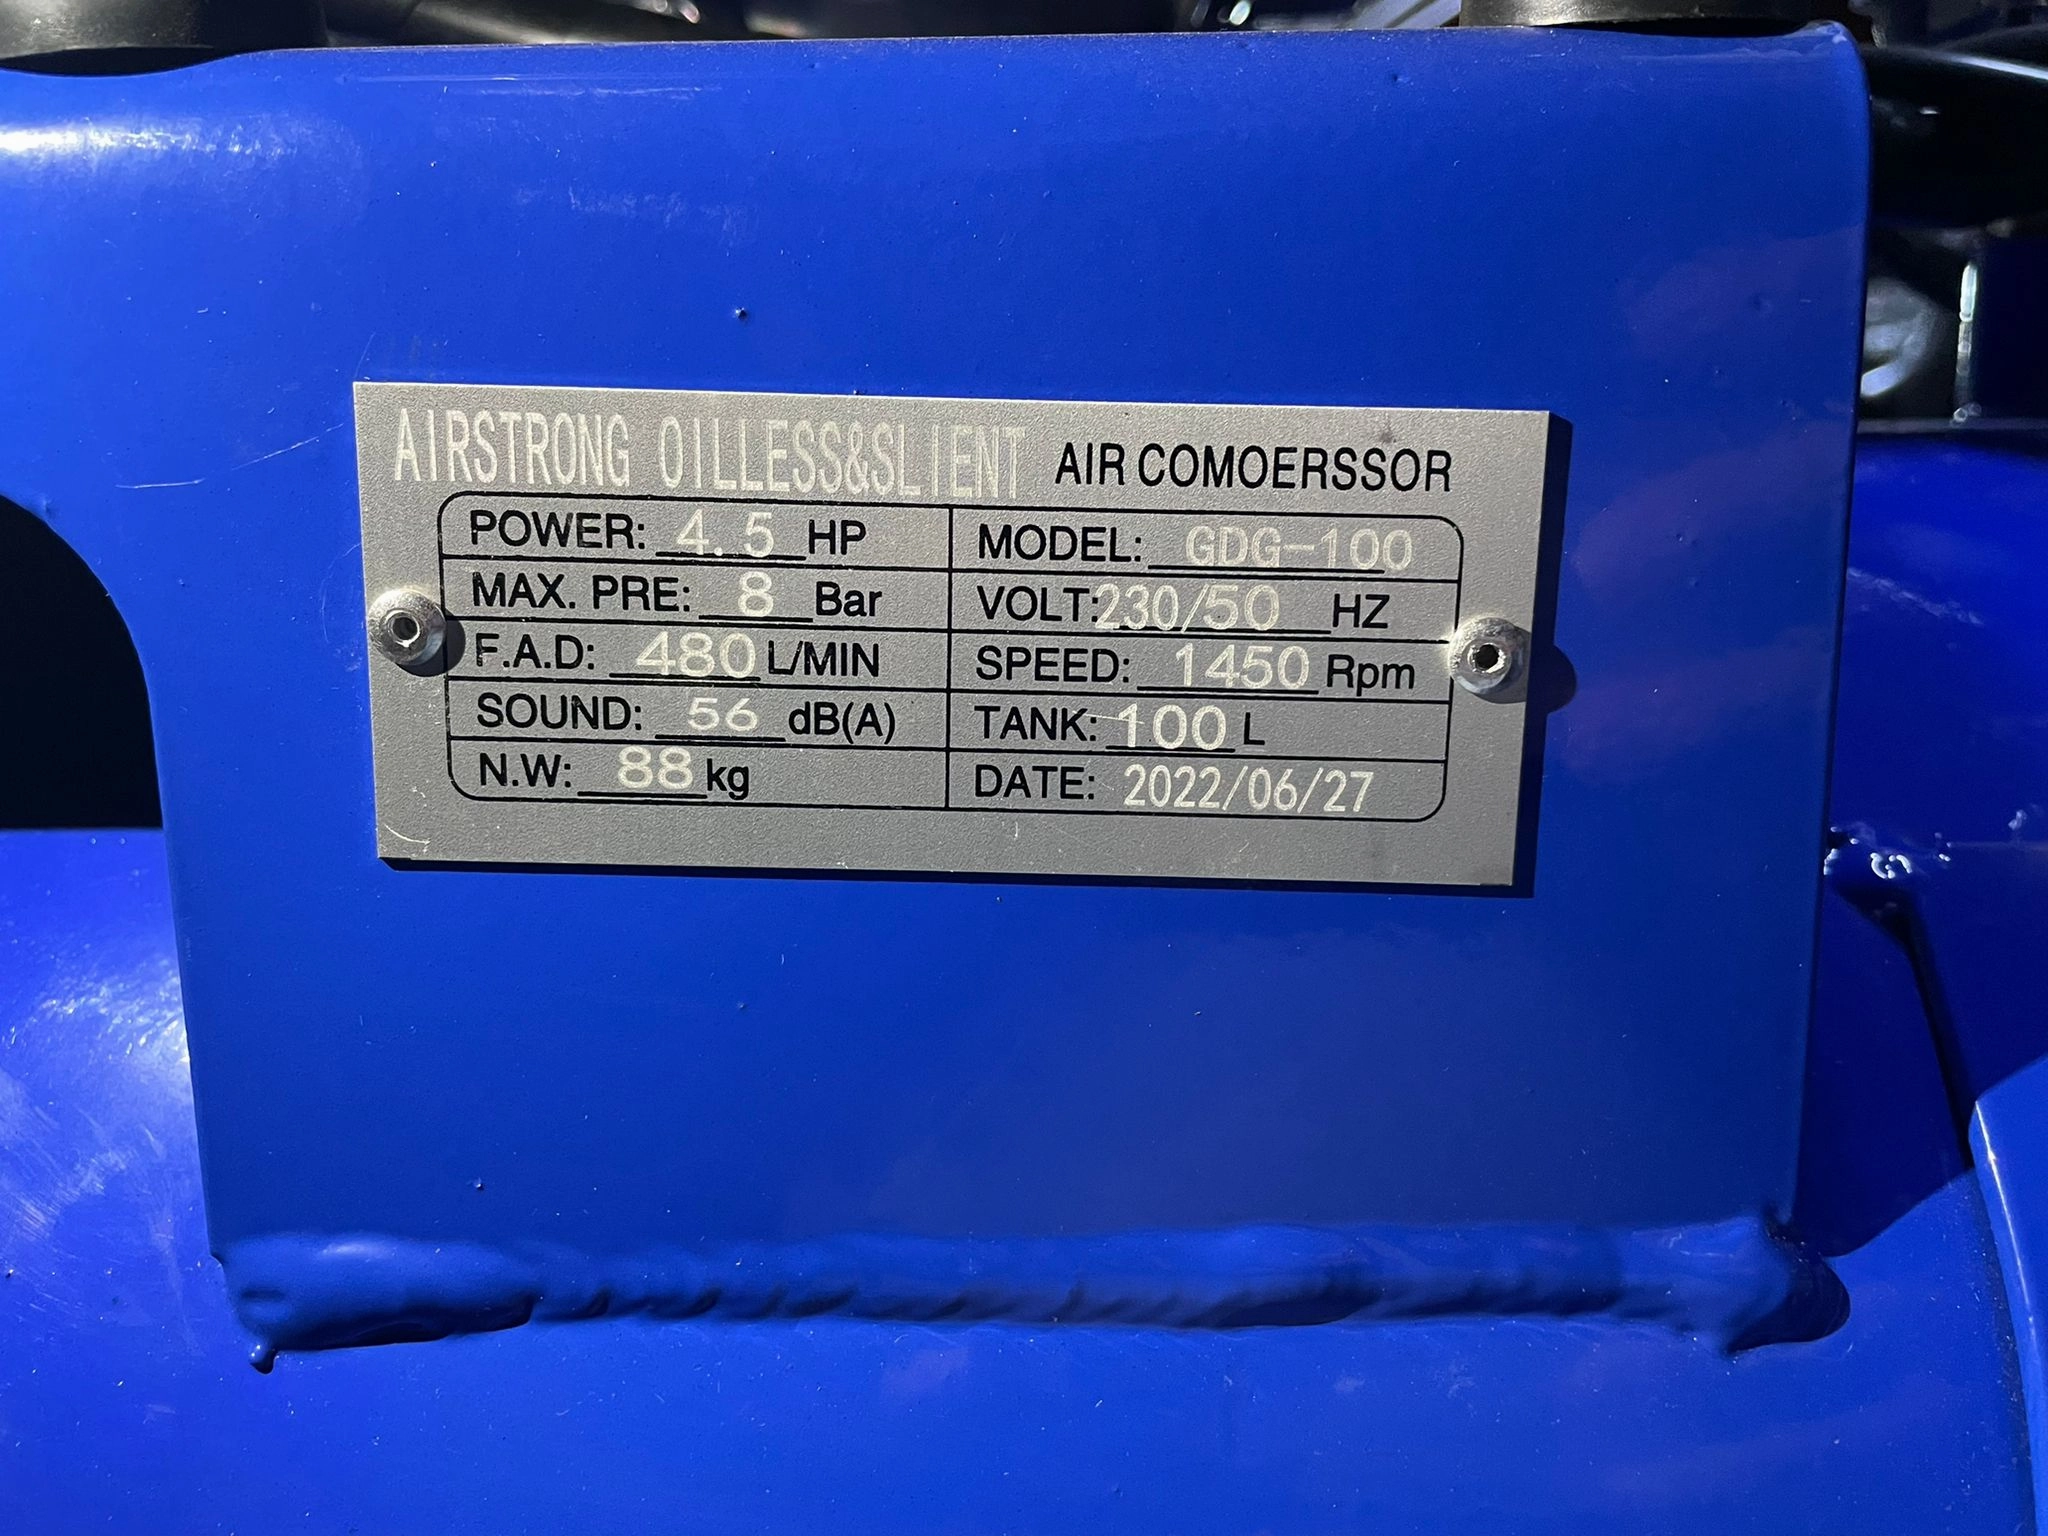 AIRSTRONG OILLESS&SLIENT AIR COMOERSSOR
POWER: 4.5 HP MODEL: GDG-100
MAX. PRE: 8 Bar VOLT:230/50 HZ
F.A.D: 480 L/MIN SPEED: 1450 Rpm
SOUND: 56 dB(A) TANK: 100 L
N.W: 88 kg DATE: 2022/06/27